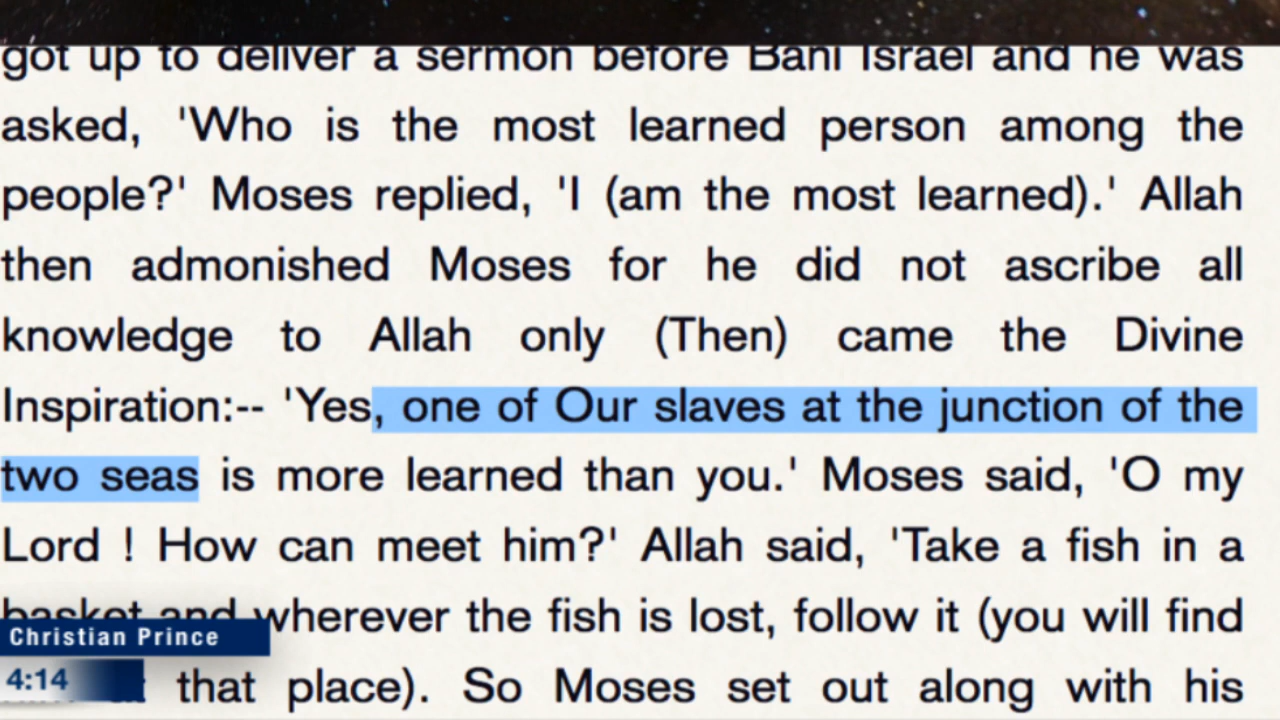 got up to deliver a sermon before Bani Israel and he was
asked, 'Who is the most learned person among the
people?' Moses replied, 'I (am the most learned).' Allah
then admonished Moses for he did not ascribe all
knowledge to Allah only (Then) came the Divine
Inspiration:-- 'Yes, one of Our slaves at the junction of the
two seas is more learned than you.' Moses said, 'O my
Lord ! How can meet him?' Allah said, 'Take a fish in a
basket and wherever the fish is lost, follow it (you will find
that place). So Moses set out along with his
Christian Prince
4:14